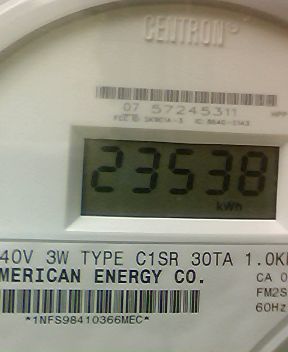 CENTRON®
07 57245311
23538
kWh
40V 3W TYPE C1SR 30TA 1.0K
MERICAN ENERGY CO.
CA 0
FM2S
60Hz
*1NFS98410366MEC*